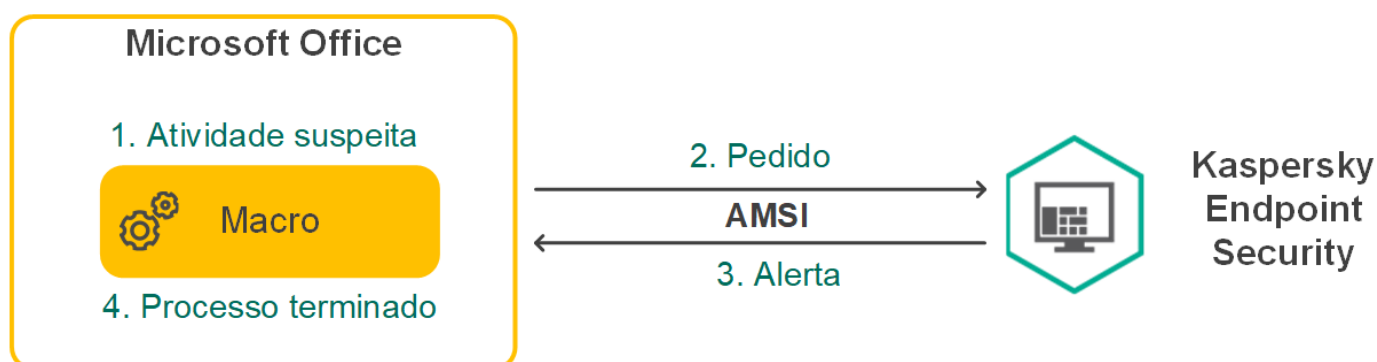 Microsoft Office
1. Atividade suspeita
Macro
4. Processo terminado
2. Pedido
AMSI
3. Alerta
Kaspersky
Endpoint
Security